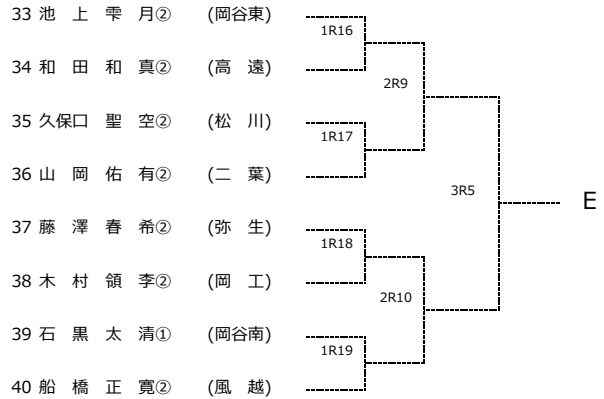 33 池 上 雫 月② (岡谷東)
1R16
34 和 田 和 真② (高 遠)
2R9
35 久保口 聖 空② (松 川)
1R17
36 山 岡 佑 有② (二 葉)
3R5
E
37 藤 澤 春 希② (弥 生)
1R18
38 木 村 領 李② (岡 工)
2R10
39 石 黒 太 清① (岡谷南)
1R19
40 船 橋 正 寛② (風 越)